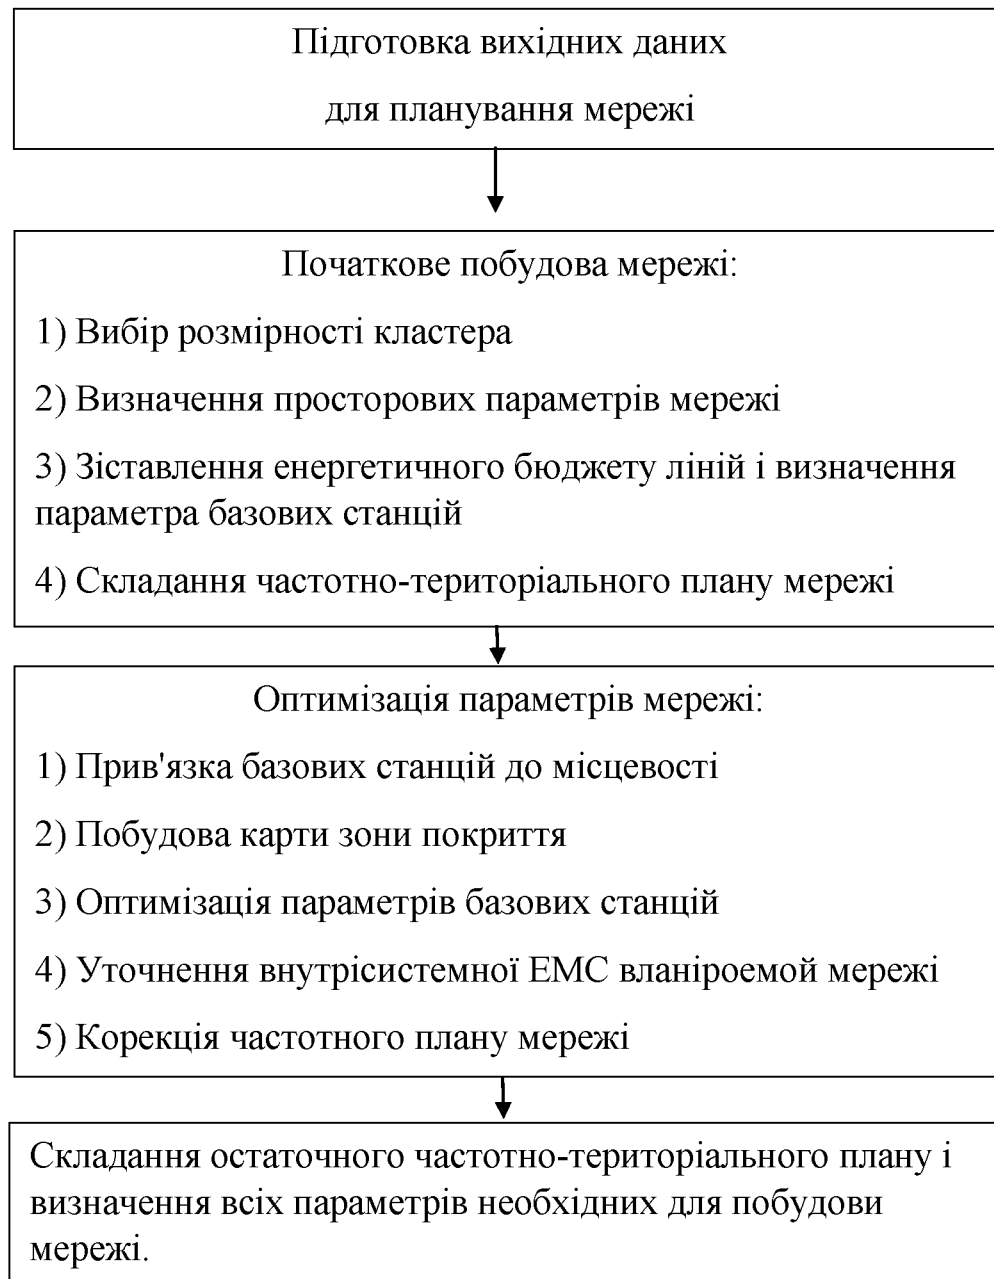 Підготовка вихідних даних
для планування мережі
Початкове побудова мережі:
1) Вибір розмірності кластера
2) Визначення просторових параметрів мережі
3) Зіставлення енергетичного бюджету ліній і визначення
параметра базових станцій
4) Складання частотно-територіального плану мережі
Оптимізація параметрів мережі:
1) Прив'язка базових станцій до місцевості
2) Побудова карти зони покриття
3) Оптимізація параметрів базових станцій
4) Уточнення внутрісистемної ЕМС вланіроемой мережі
5) Корекція частотного плану мережі
Складання остаточного частотно-територіального плану і
визначення всіх параметрів необхідних для побудови
мережі.